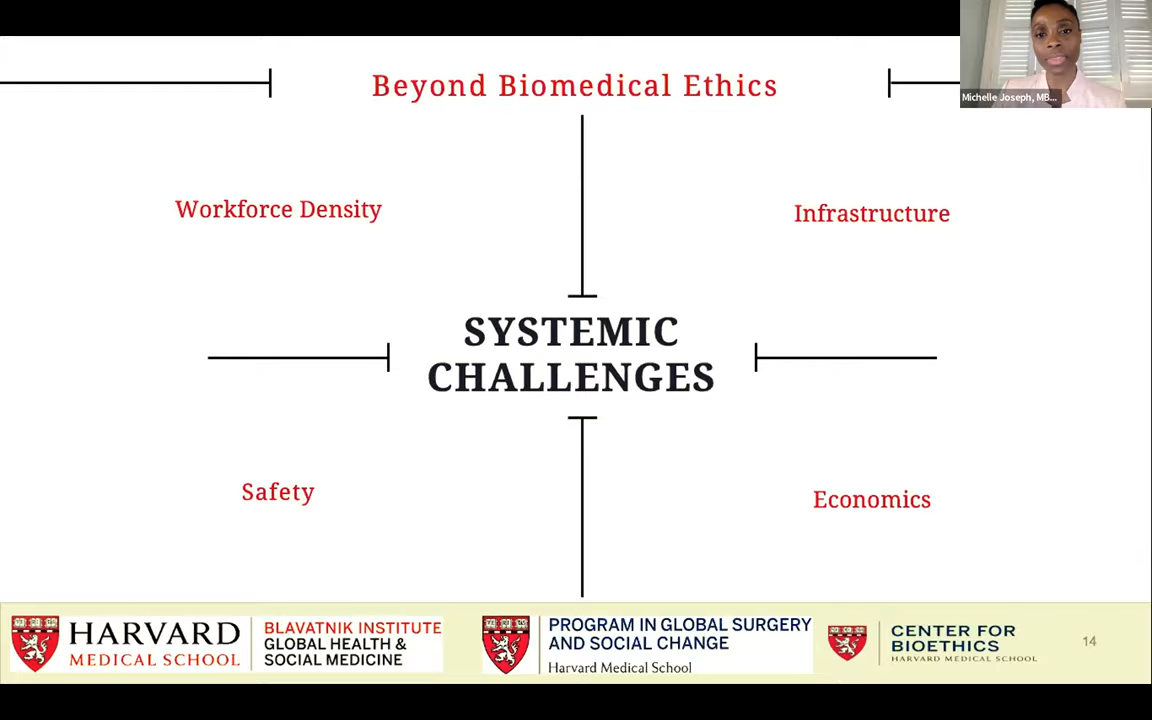 Beyond Biomedical Ethics
Michelle Joseph, MB...
Workforce Density
Infrastructure
SYSTEMIC
CHALLENGES
Safety
Economics
HARVARD
MEDICAL SCHOOL
BLAVATNIK INSTITUTE
GLOBAL HEALTH &
SOCIAL MEDICINE
PROGRAM IN GLOBAL SURGERY
AND SOCIAL CHANGE
Harvard Medical School
CENTER FOR
BIOETHICS
HARVARD MEDICAL SCHOOL
14